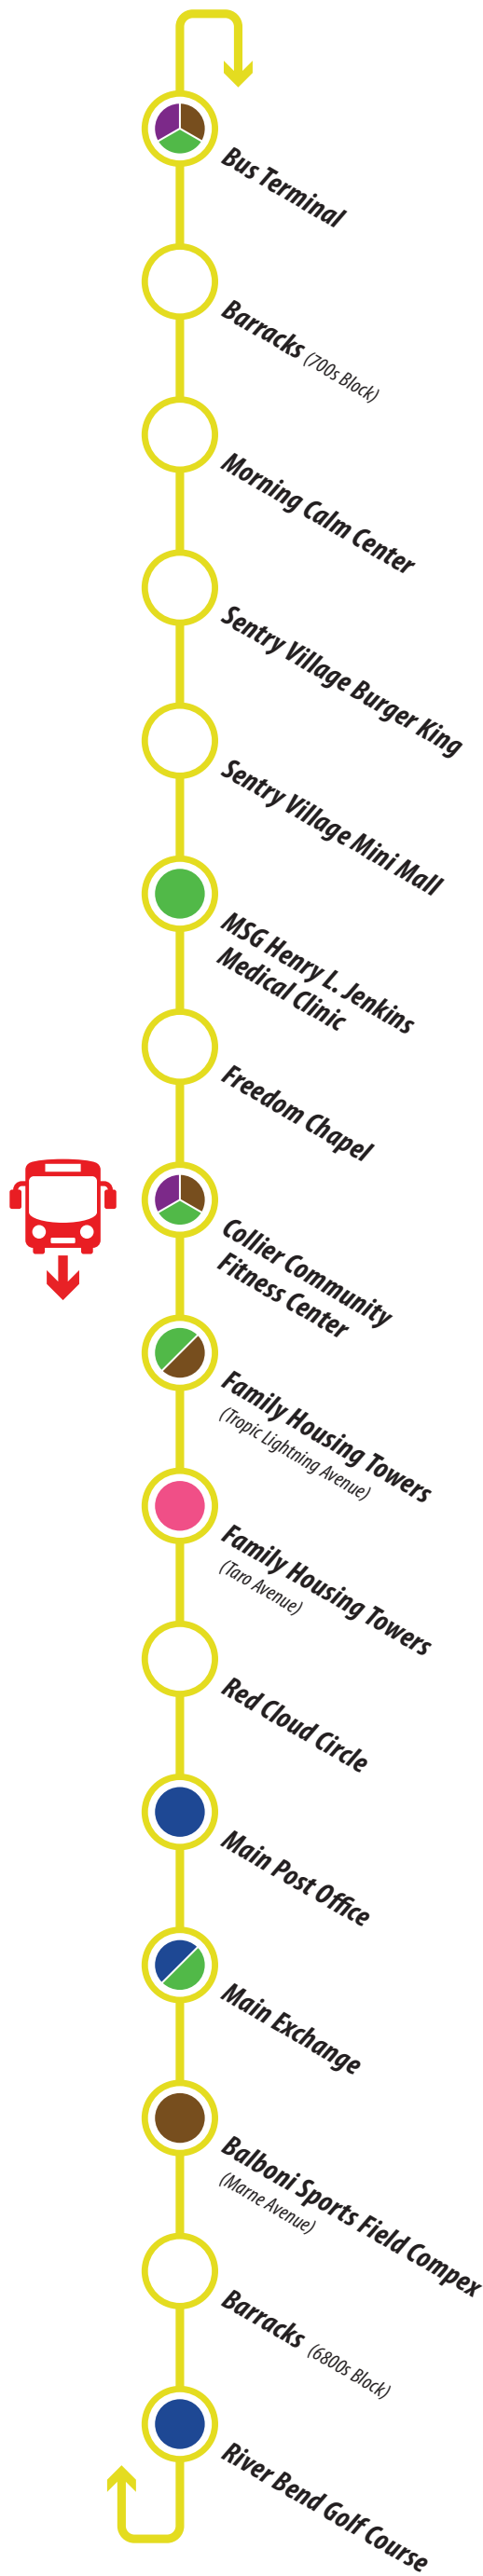 Bus Terminal
Barracks (700s Block)
Morning Calm Center
Sentry Village Burger King
Sentry Village Mini Mall
MSG Henry L. Jenkins
Medical Clinic
Freedom Chapel
Collier Community
Fitness Center
Family Housing Towers
(Tropic Lightning Avenue)
Family Housing Towers
(Taro Avenue)
Red Cloud Circle
Main Post Office
Main Exchange
Balboni Sports Field Compex
(Marne Avenue)
Barracks (6800s Block)
River Bend Golf Course